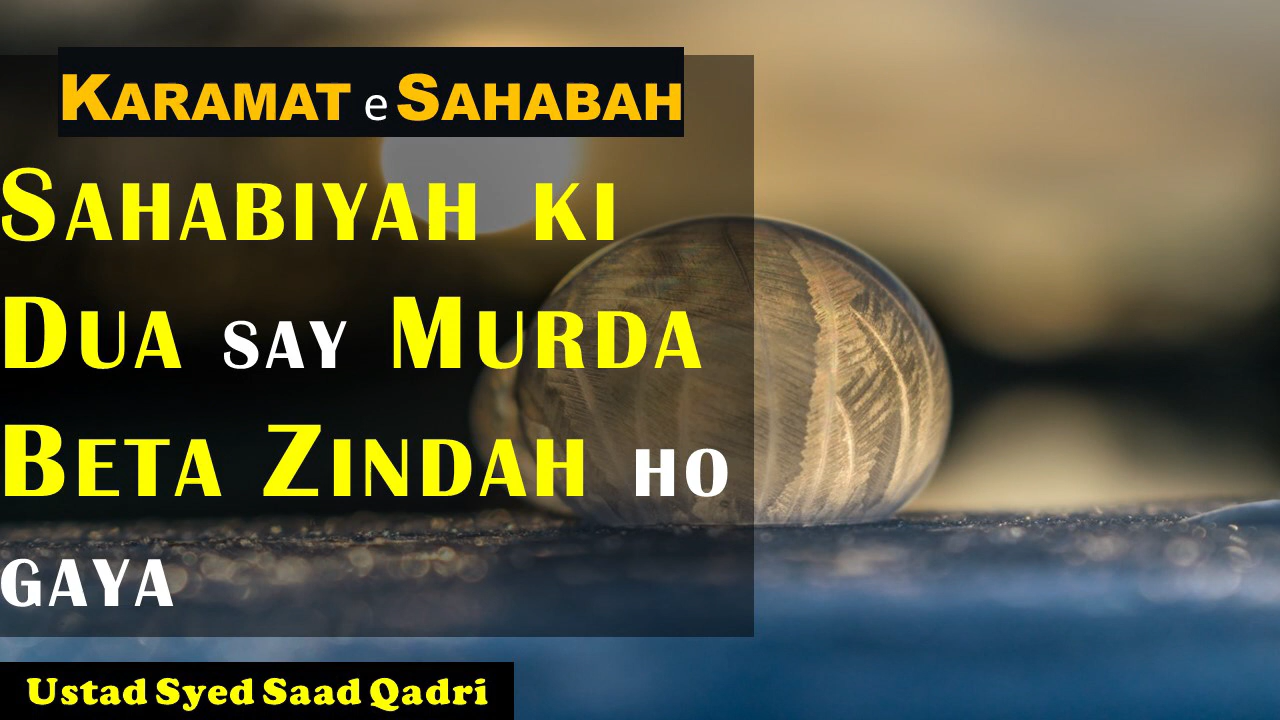 KARAMAT e SAHABAH
SAHABIYAH KI
DUA SAY MURDA
BETA ZINDAH HO
GAYA
Ustad Syed Saad Qadri